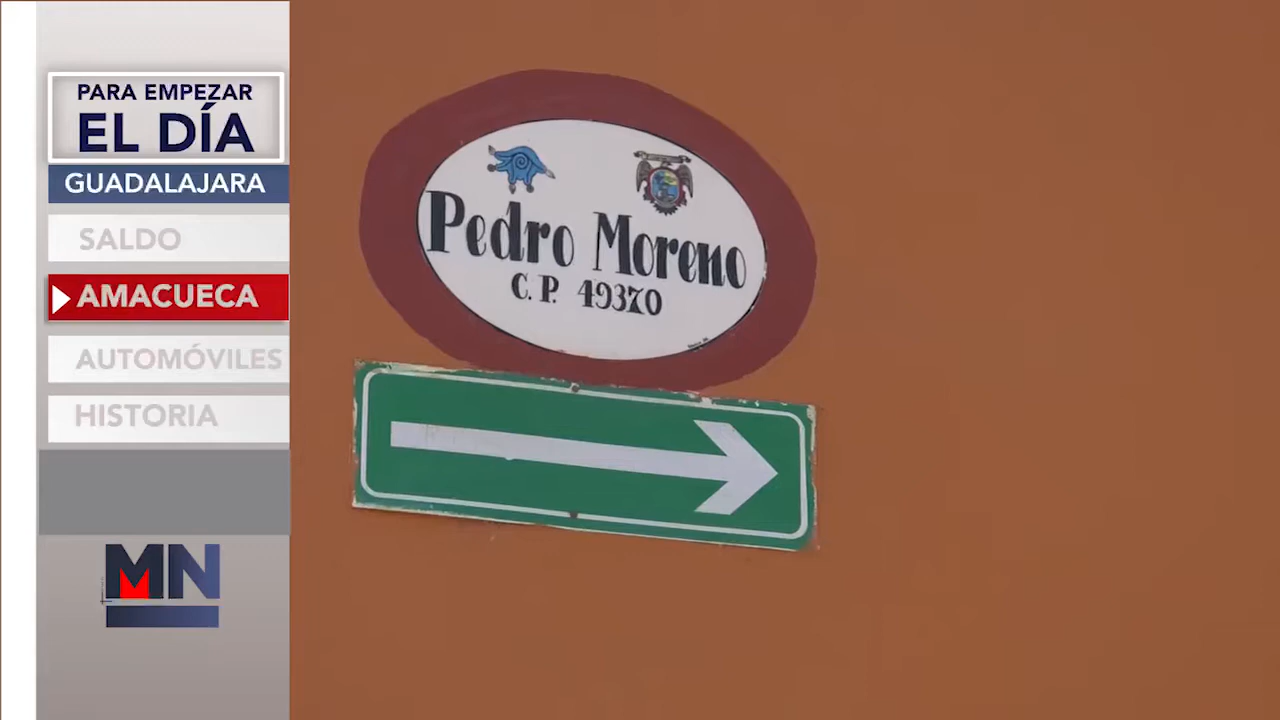 PARA EMPEZAR
EL DÍA
GUADALAJARA
SALDO
AMACUECA
AUTOMÓVILES
HISTORIA
MN
Pedro Moreno
C.P. 49370